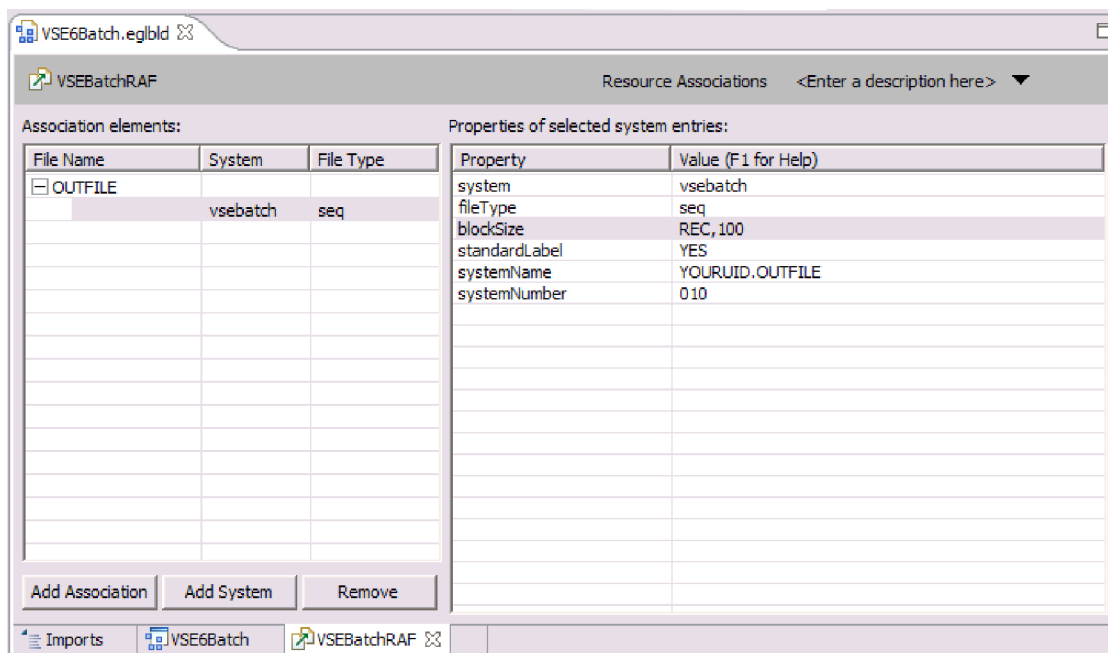 VSE6Batch.eglbld
VSEBatchRAF Resource Associations <Enter a description here>
Association elements: Properties of selected system entries:
File Name System File Type Property Value (F1 for Help)
OUTFILE system vsebatch
vsebatch seq fileType seq
blockSize REC,100
standardLabel YES
systemName YOURUID.OUTFILE
systemNumber 010
Add Association Add System Remove
Imports VSE6Batch VSEBatchRAF